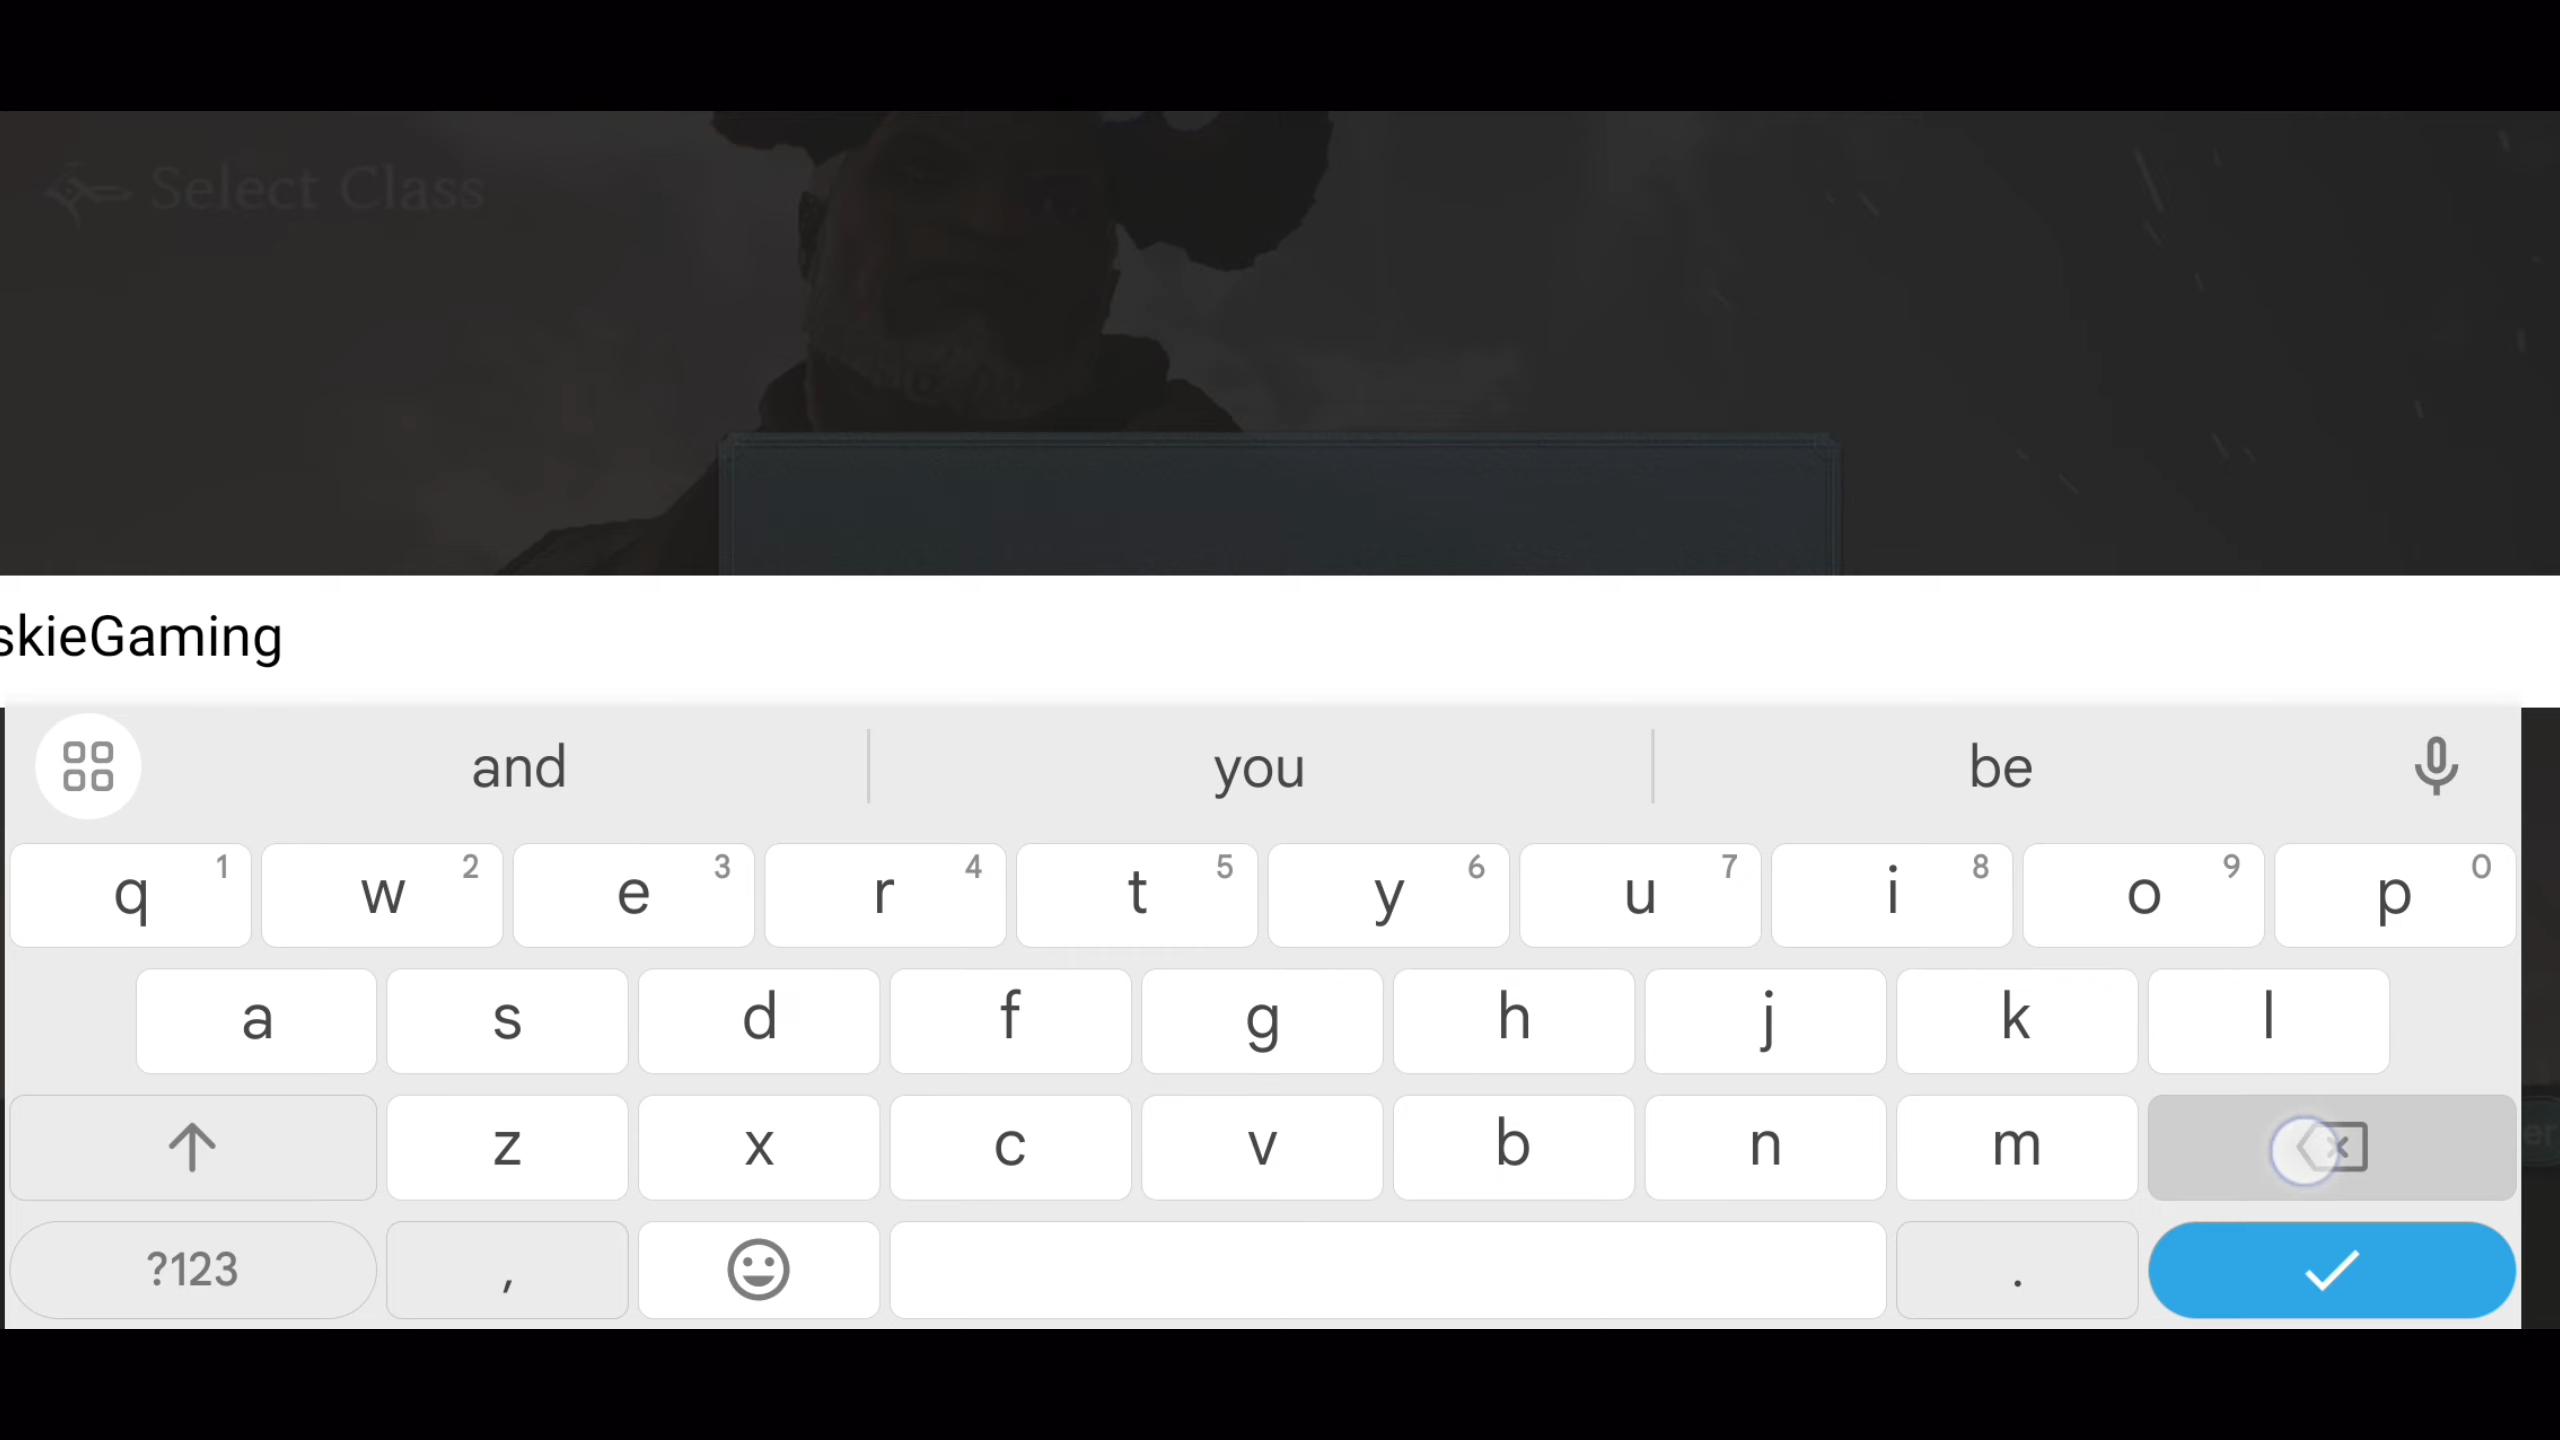 Select Class
skieGaming
and you be
q 1 w 2 e 3 r 4 t 5 y 6 u 7 i 8 o 9 p 0
a s d f g h j k l
z x c v b n m
?123 , .